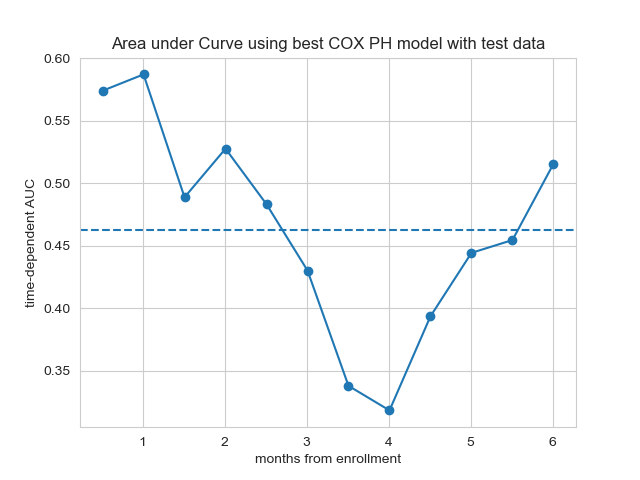 Area under Curve using best COX PH model with test data
time-dependent AUC
0.60
0.55
0.50
0.45
0.40
0.35
1 2 3 4 5 6
months from enrollment